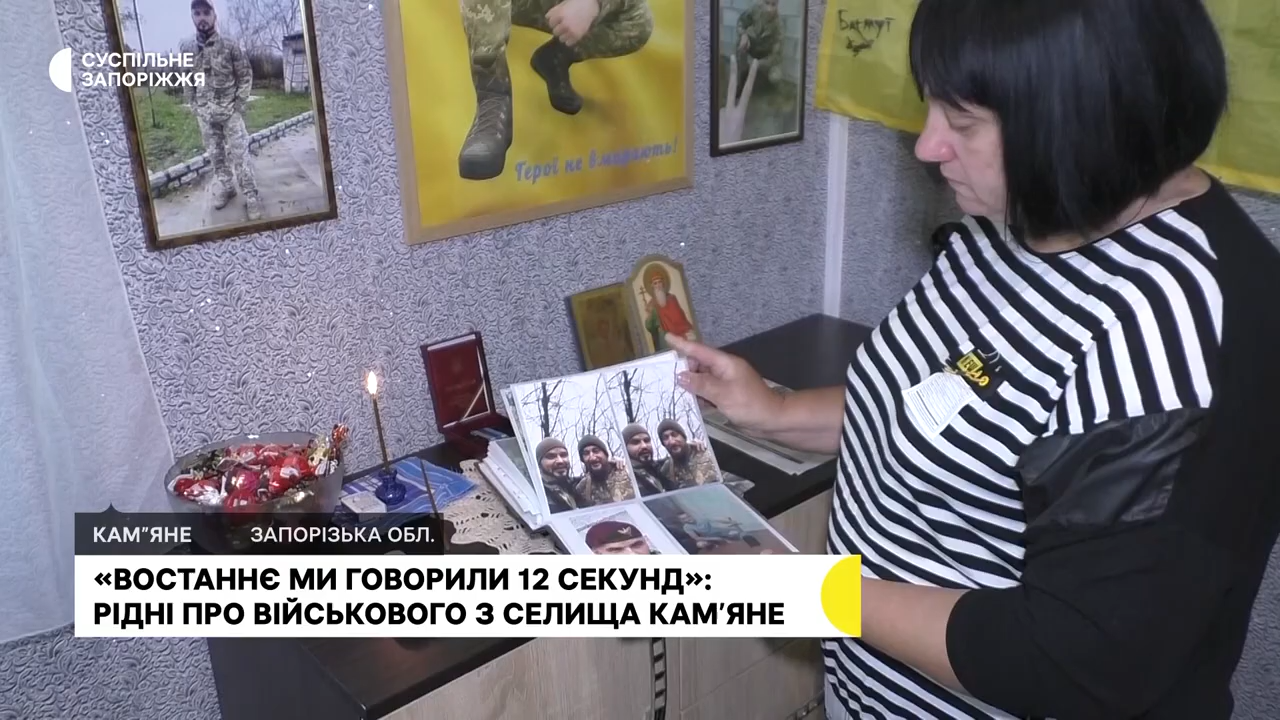 СУСПІЛЬНЕ
ЗАПОРІЖЖЯ
Бахмут
Герої не вмирають!
КАМ"ЯНЕ ЗАПОРІЗЬКА ОБЛ.
«ВОСТАННЄ МИ ГОВОРИЛИ 12 СЕКУНД»:
РІДНІ ПРО ВІЙСЬКОВОГО З СЕЛИЩА КАМ’ЯНЕ